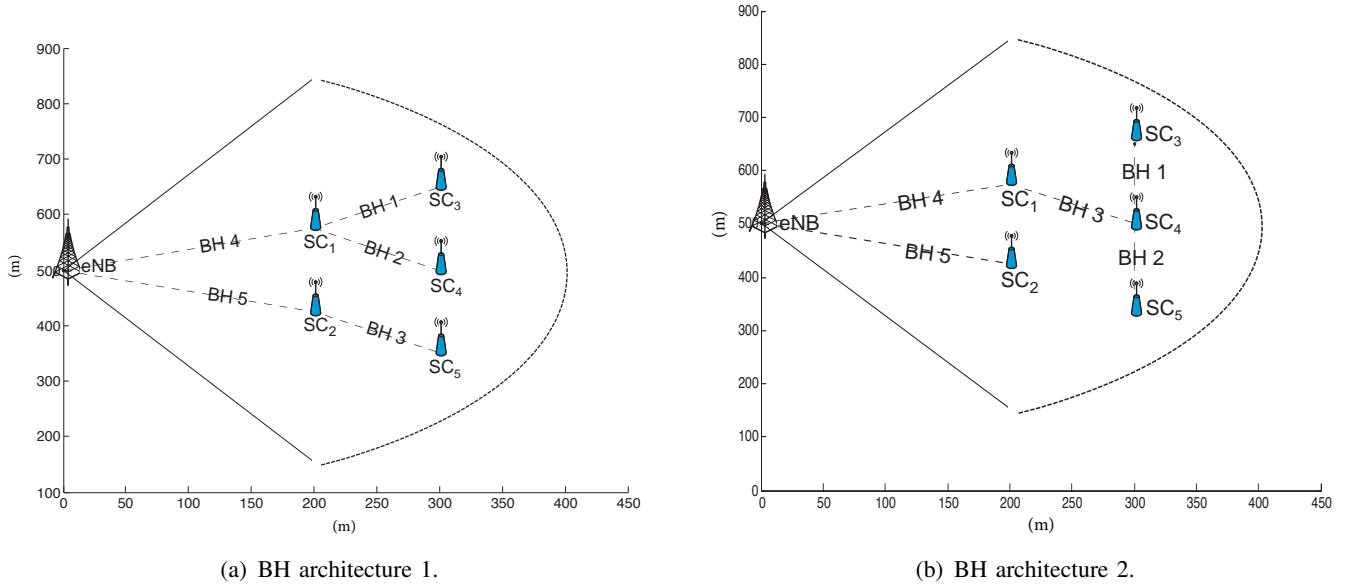 900
800
700
600
500
400
300
200
100
0 50 100 150 200 250 300 350 400 450
(m)
(m)
eNB
BH 4
BH 5
SC1
SC2
BH 1
BH 2
BH 3
SC3
SC4
SC5
(a) BH architecture 1.
900
800
700
600
500
400
300
200
100
0
0 50 100 150 200 250 300 350 400 450
(m)
(m)
eNB
BH 4
BH 5
SC1
SC2
BH 3
SC3
BH 1
SC4
BH 2
SC5
(b) BH architecture 2.